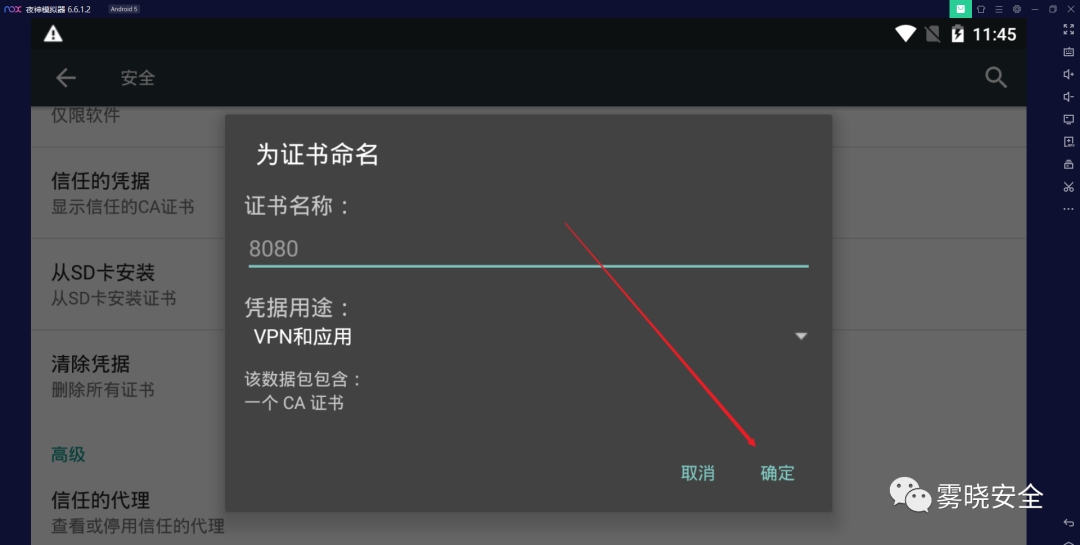 nox 夜神模拟器 6.6.1.2 Android 5
11:45
安全
仅限软件
信任的凭据
显示信任的CA证书
从SD卡安装
从SD卡安装证书
清除凭据
删除所有证书
高级
信任的代理
查看或停用信任的代理
为证书命名
证书名称：
8080
凭据用途：
VPN和应用
该数据包包含：
一个 CA 证书
取消 确定
雾晓安全